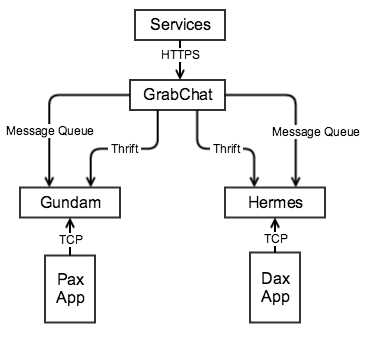 Services
HTTPS
GrabChat
Message Queue
Message Queue
Thrift
Thrift
Gundam
Hermes
TCP
TCP
Pax
App
Dax
App